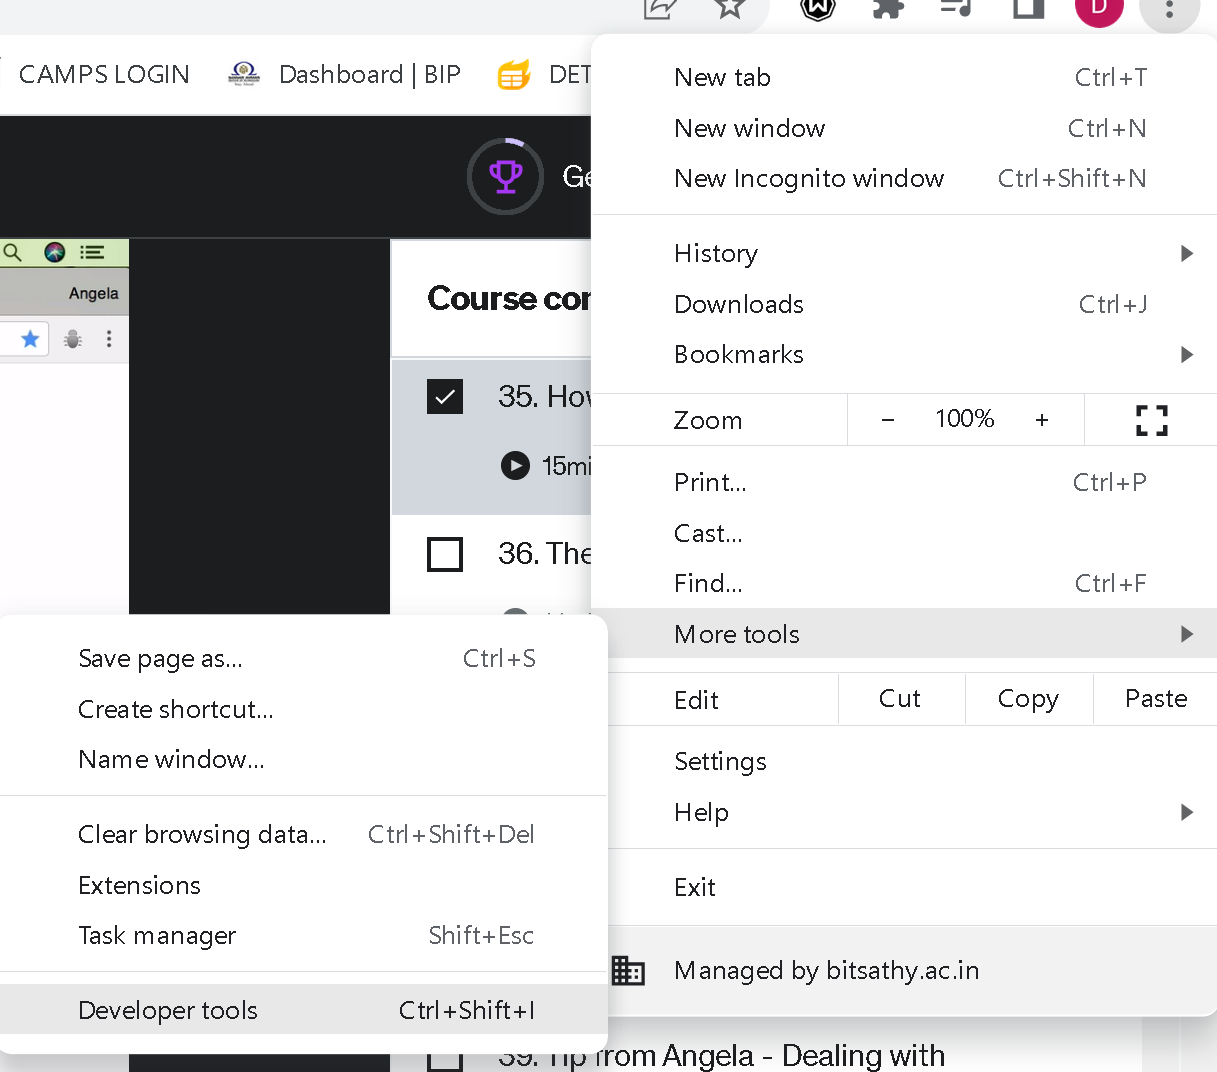 D
CAMPS LOGIN
Dashboard | BIP
DET
Ge
Angela
Course con
35. How
15mi
36. The
New tab Ctrl+T
New window Ctrl+N
New Incognito window Ctrl+Shift+N
History
Downloads Ctrl+J
Bookmarks
Zoom − 100% +
Print... Ctrl+P
Cast...
Find... Ctrl+F
More tools
Edit Cut Copy Paste
Settings
Help
Exit
Managed by bitsathy.ac.in
Save page as... Ctrl+S
Create shortcut...
Name window...
Clear browsing data... Ctrl+Shift+Del
Extensions
Task manager Shift+Esc
Developer tools Ctrl+Shift+I
39. Tip from Angela - Dealing with